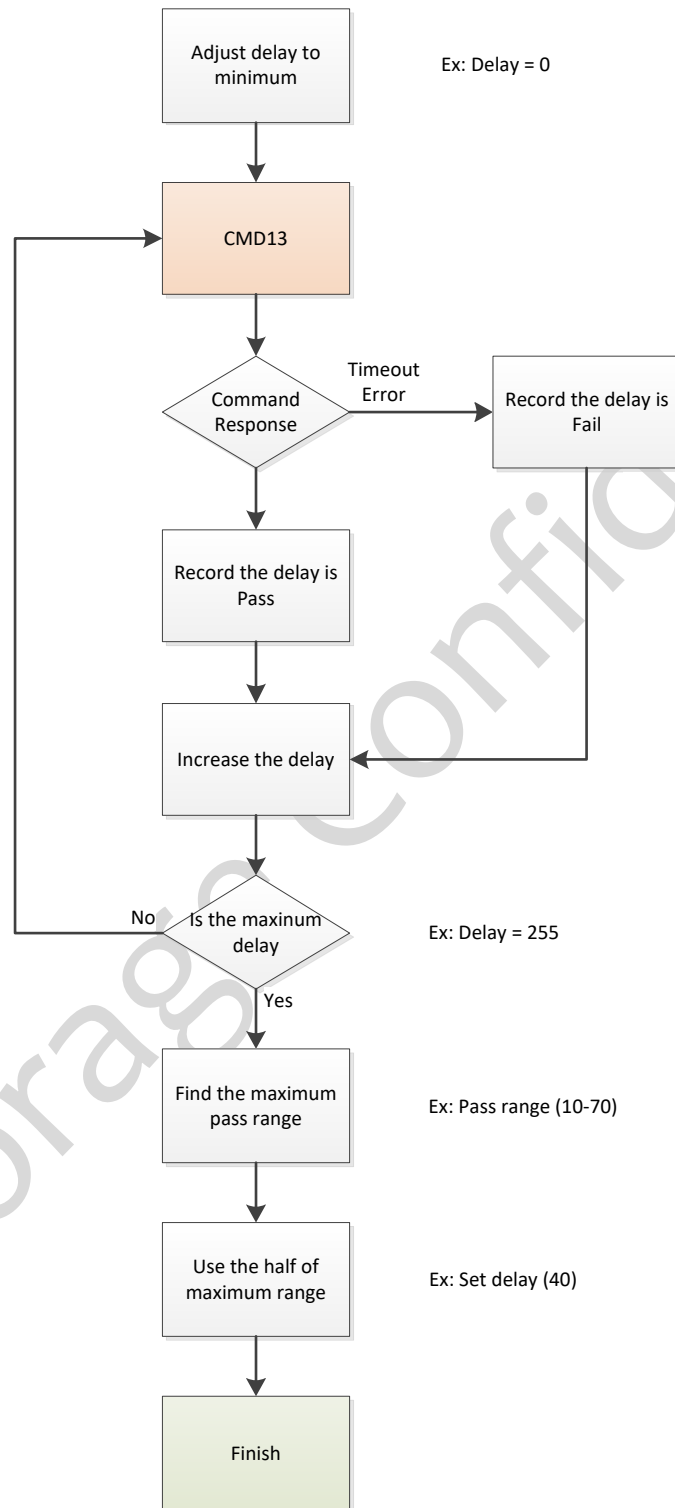 Adjust delay to
minimum
Ex: Delay = 0
CMD13
Command
Response
Timeout
Error
Record the delay is
Fail
Record the delay is
Pass
Increase the delay
No
Is the maxinum
delay
Ex: Delay = 255
Yes
Find the maximum
pass range
Ex: Pass range (10-70)
Use the half of
maximum range
Ex: Set delay (40)
Finish